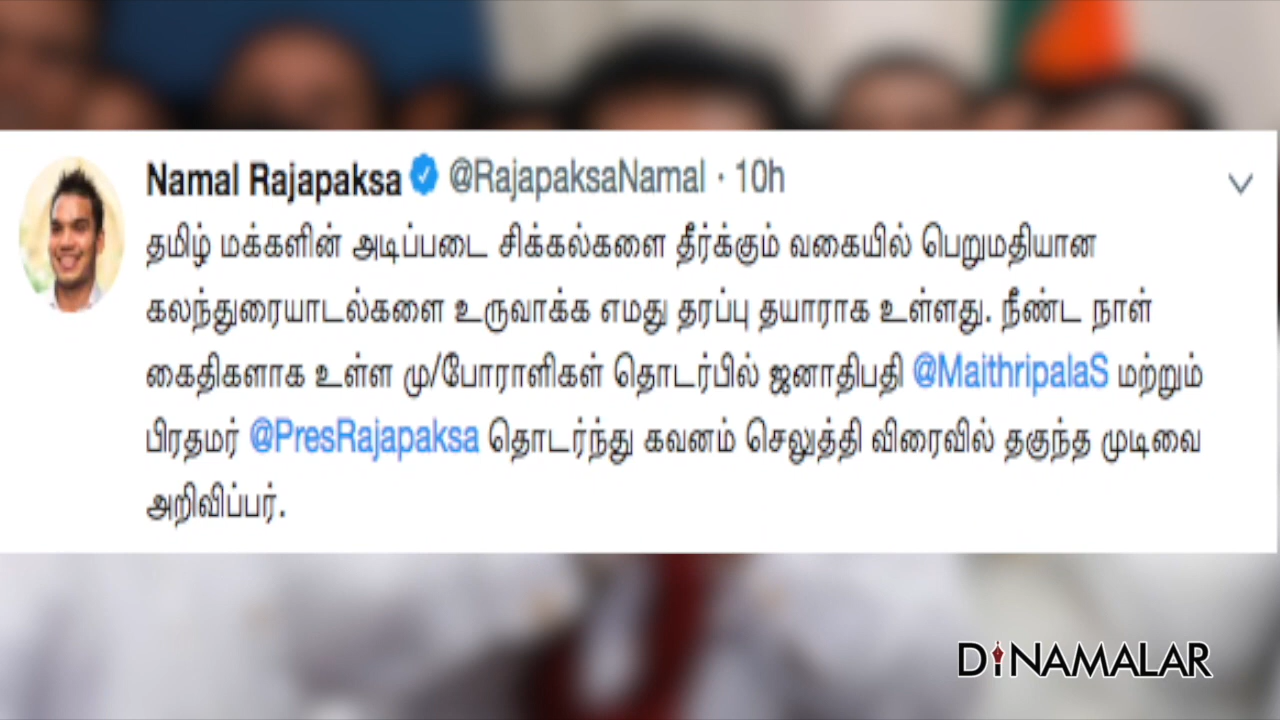 Namal Rajapaksa @RajapaksaNamal · 10h
தமிழ் மக்களின் அடிப்படை சிக்கல்களை தீர்க்கும் வகையில் பெறுமதியான
கலந்துரையாடல்களை உருவாக்க எமது தரப்பு தயாராக உள்ளது. நீண்ட நாள்
கைதிகளாக உள்ள மு/போராளிகள் தொடர்பில் ஜனாதிபதி @MaithripalaS மற்றும்
பிரதமர் @PresRajapaksa தொடர்ந்து கவனம் செலுத்தி விரைவில் தகுந்த முடிவை
அறிவிப்பர்.
DINAMALAR